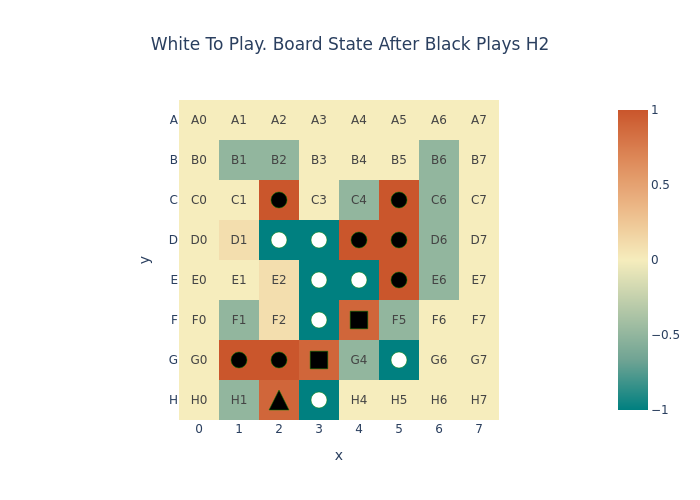 White To Play. Board State After Black Plays H2
A A0 A1 A2 A3 A4 A5 A6 A7
B B0 B1 B2 B3 B4 B5 B6 B7
C C0 C1 C3 C4 C6 C7
D D0 D1 D6 D7
E E0 E1 E2 E6 E7
F F0 F1 F2 F5 F6 F7
G G0 G4 G6 G7
H H0 H1 H4 H5 H6 H7
0 1 2 3 4 5 6 7
x
y
1
0.5
0
−0.5
−1